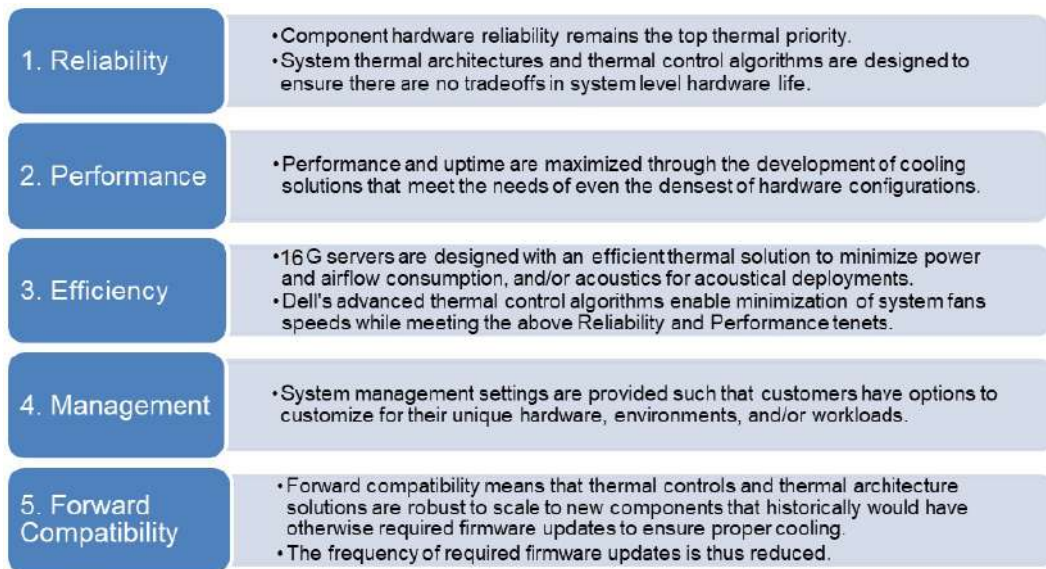 1. Reliability
•Component hardware reliability remains the top thermal priority.
•System thermal architectures and thermal control algorithms are designed to
ensure there are no tradeoffs in system level hardware life.
2. Performance
•Performance and uptime are maximized through the development of cooling
solutions that meet the needs of even the densest of hardware configurations.
3. Efficiency
•16G servers are designed with an efficient thermal solution to minimize power
and airflow consumption, and/or acoustics for acoustical deployments.
•Dell's advanced thermal control algorithms enable minimization of system fans
speeds while meeting the above Reliability and Performance tenets.
4. Management
•System management settings are provided such that customers have options to
customize for their unique hardware, environments, and/or workloads.
5. Forward
Compatibility
•Forward compatibility means that thermal controls and thermal architecture
solutions are robust to scale to new components that historically would have
otherwise required firmware updates to ensure proper cooling.
•The frequency of required firmware updates is thus reduced.